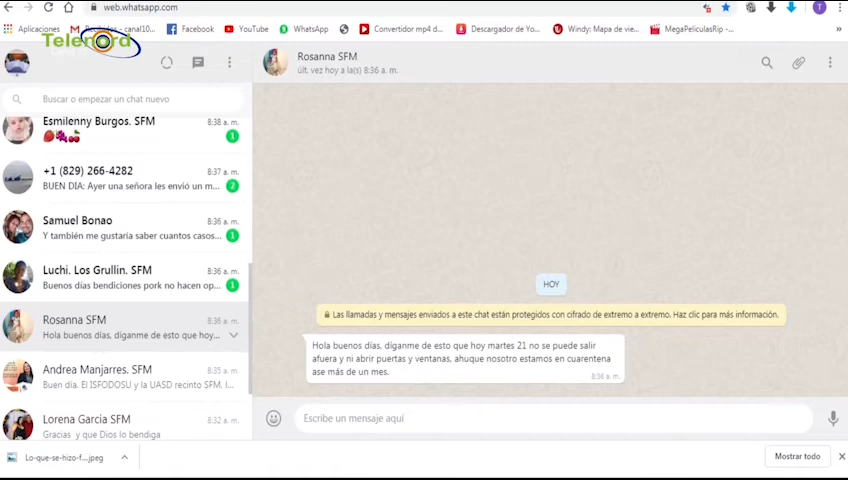 web.whatsapp.com
Aplicaciones
canal10...
Facebook
YouTube
WhatsApp
Convertidor mp4 d...
Descargador de Yo...
Windy: Mapa de vie...
MegaPeliculasRip -...
»
Telenord
T
Buscar o empezar un chat nuevo
Esmilenny Burgos. SFM
8:38 a. m.
1
+1 (829) 266-4282
8:37 a. m.
BUEN DIA: Ayer una señora les envió un m...
2
Samuel Bonao
8:36 a. m.
Y también me gustaría saber cuantos casos...
1
Luchi. Los Grullin. SFM
8:36 a. m.
Buenos días bendiciones pork no hacen op...
1
Rosanna SFM
8:36 a. m.
Hola buenos días, díganme de esto que hoy...
Andrea Manjarres. SFM
8:35 a. m.
Buen día. El ISFODOSU y la UASD recinto SFM, l...
Lorena Garcia SFM
8:32 a. m.
Gracias y que Dios lo bendiga
Rosanna SFM
últ. vez hoy a la(s) 8:36 a. m.
HOY
Las llamadas y mensajes enviados a este chat están protegidos con cifrado de extremo a extremo. Haz clic para más información.
Hola buenos días, díganme de esto que hoy martes 21 no se puede salir
afuera y ni abrir puertas y ventanas, ahuque nosotro estamos en cuarentena
ase más de un mes.
8:36 a. m.
Escribe un mensaje aquí
Lo-que-se-hizo-f....jpeg
Mostrar todo